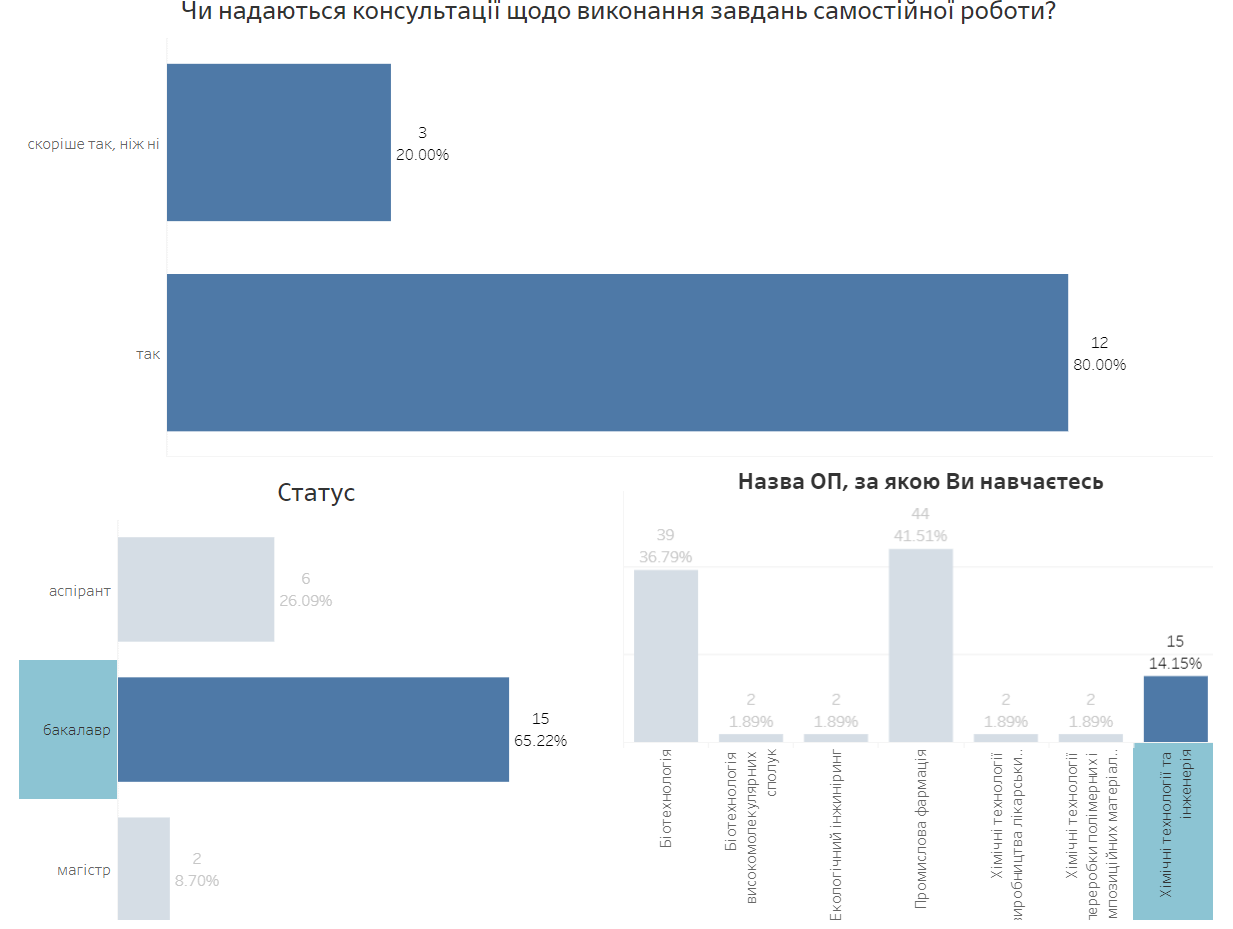 Чи надаються консультації щодо виконання завдань самостійної роботи?
скоріше так, ніж ні
3
20.00%
так
12
80.00%
Статус
аспірант
6
26.09%
бакалавр
15
65.22%
магістр
2
8.70%
Назва ОП, за якою Ви навчаєтесь
39
36.79%
2
1.89%
2
1.89%
44
41.51%
2
1.89%
2
1.89%
15
14.15%
Біотехнологія
Біотехнологія
високомолекулярних
сполук
Екологічний інжиніринг
Промислова фармація
Хімічні технології
виробництва лікарськи..
Хімічні технології
переробки полімерних і
мпозиційних матеріал..
Хімічні технології та
інженерія